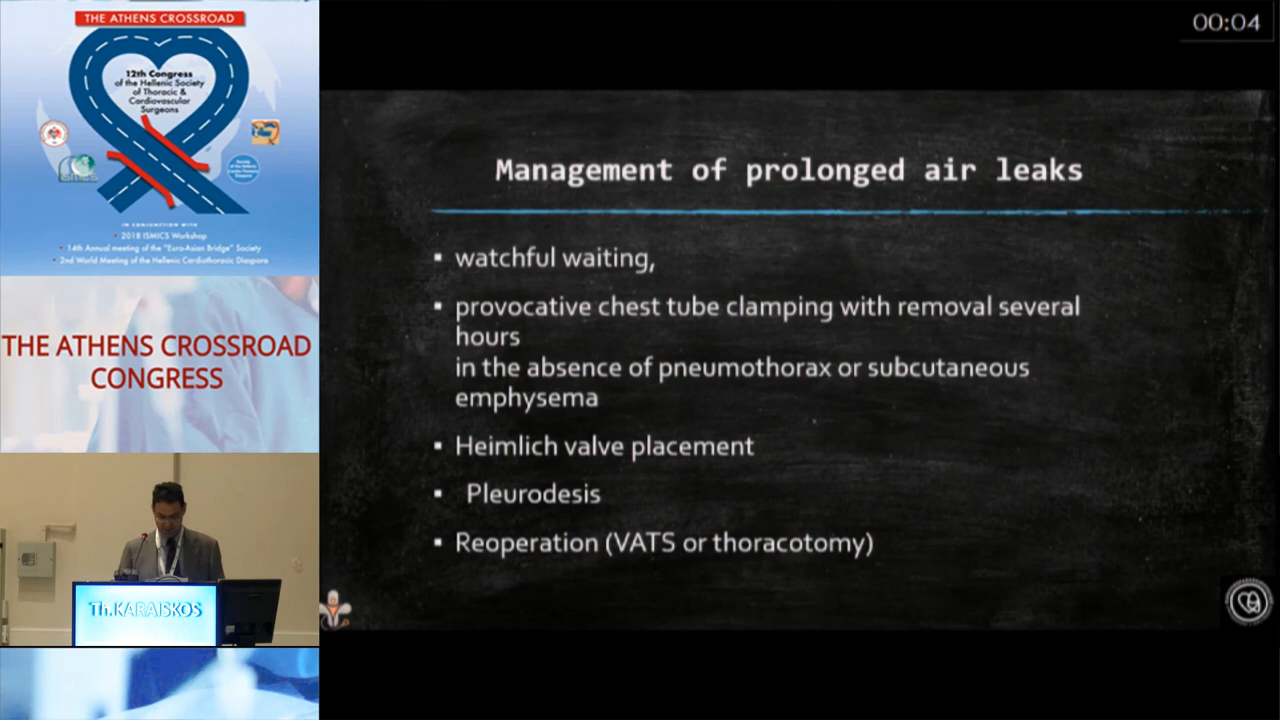 THE ATHENS CROSSROAD
12th Congress
of the Hellenic Society
of Thoracic &
Cardiovascular
Surgeons
IN CONJUNCTION WITH
• 2018 ISMICS Workshop
• 14th Annual meeting of the "Euro-Asian Bridge" Society
• 2nd World Meeting of the Hellenic Cardiothoracic Diaspora
THE ATHENS CROSSROAD
CONGRESS
Th.KARAISKOS
00:04
Management of prolonged air leaks
▪ watchful waiting,
▪ provocative chest tube clamping with removal several
hours
in the absence of pneumothorax or subcutaneous
emphysema
▪ Heimlich valve placement
▪ Pleurodesis
▪ Reoperation (VATS or thoracotomy)